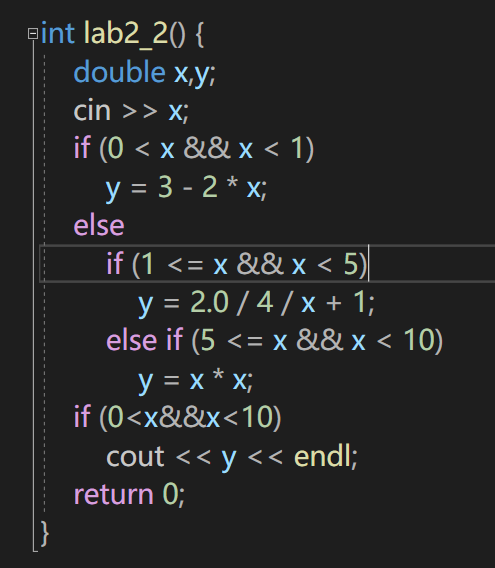 int lab2_2() {
double x,y;
cin >> x;
if (0 < x && x < 1)
y = 3 - 2 * x;
else
if (1 <= x && x < 5)
y = 2.0 / 4 / x + 1;
else if (5 <= x && x < 10)
y = x * x;
if (0<x&&x<10)
cout << y << endl;
return 0;
}